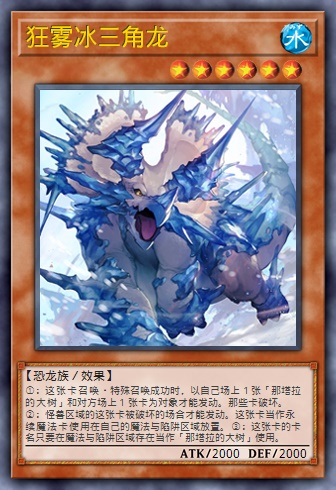 狂雾冰三角龙
水
【恐龙族／效果】
①：这张卡召唤・特殊召唤成功时，以自己场上１张「那塔拉
的大树」和对方场上１张卡为对象才能发动。那些卡破坏。
②：怪兽区域的这张卡被破坏的场合才能发动。这张卡当作永
续魔法卡使用在自己的魔法与陷阱区域放置。③：这张卡的卡
名只要在魔法与陷阱区域存在当作「那塔拉的大树」使用。
ATK/2000 DEF/2000